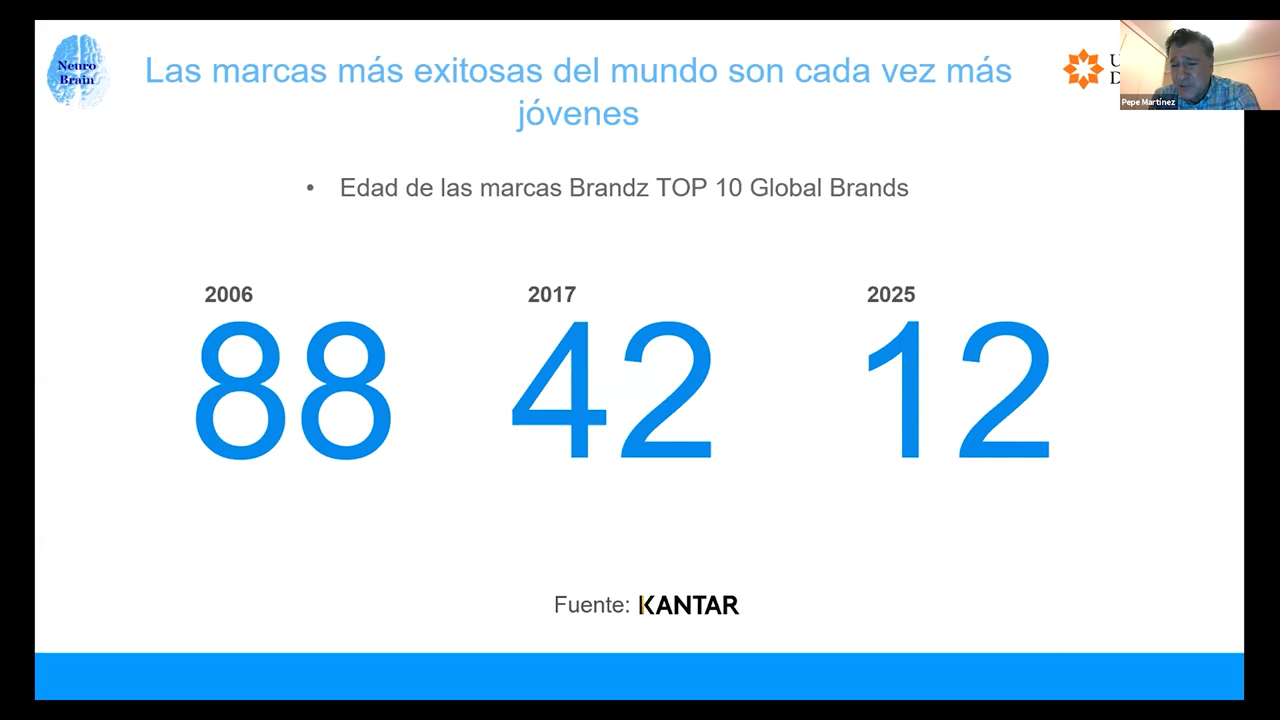 Neuro
Brain
Las marcas más exitosas del mundo son cada vez más
jóvenes
U
D
Pepe Martínez
• Edad de las marcas Brandz TOP 10 Global Brands
2006
2017
2025
88
42
12
Fuente: KANTAR